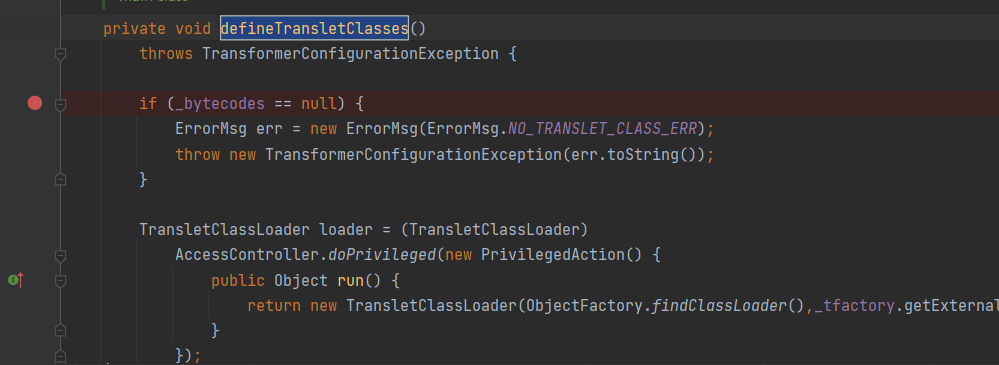 private void defineTransletClasses()
throws TransformerConfigurationException {
if (_bytecodes == null) {
ErrorMsg err = new ErrorMsg(ErrorMsg.NO_TRANSLET_CLASS_ERR);
throw new TransformerConfigurationException(err.toString());
}
TransletClassLoader loader = (TransletClassLoader)
AccessController.doPrivileged(new PrivilegedAction() {
public Object run() {
return new TransletClassLoader(ObjectFactory.findClassLoader(),_tfactory.getExternal
}
});